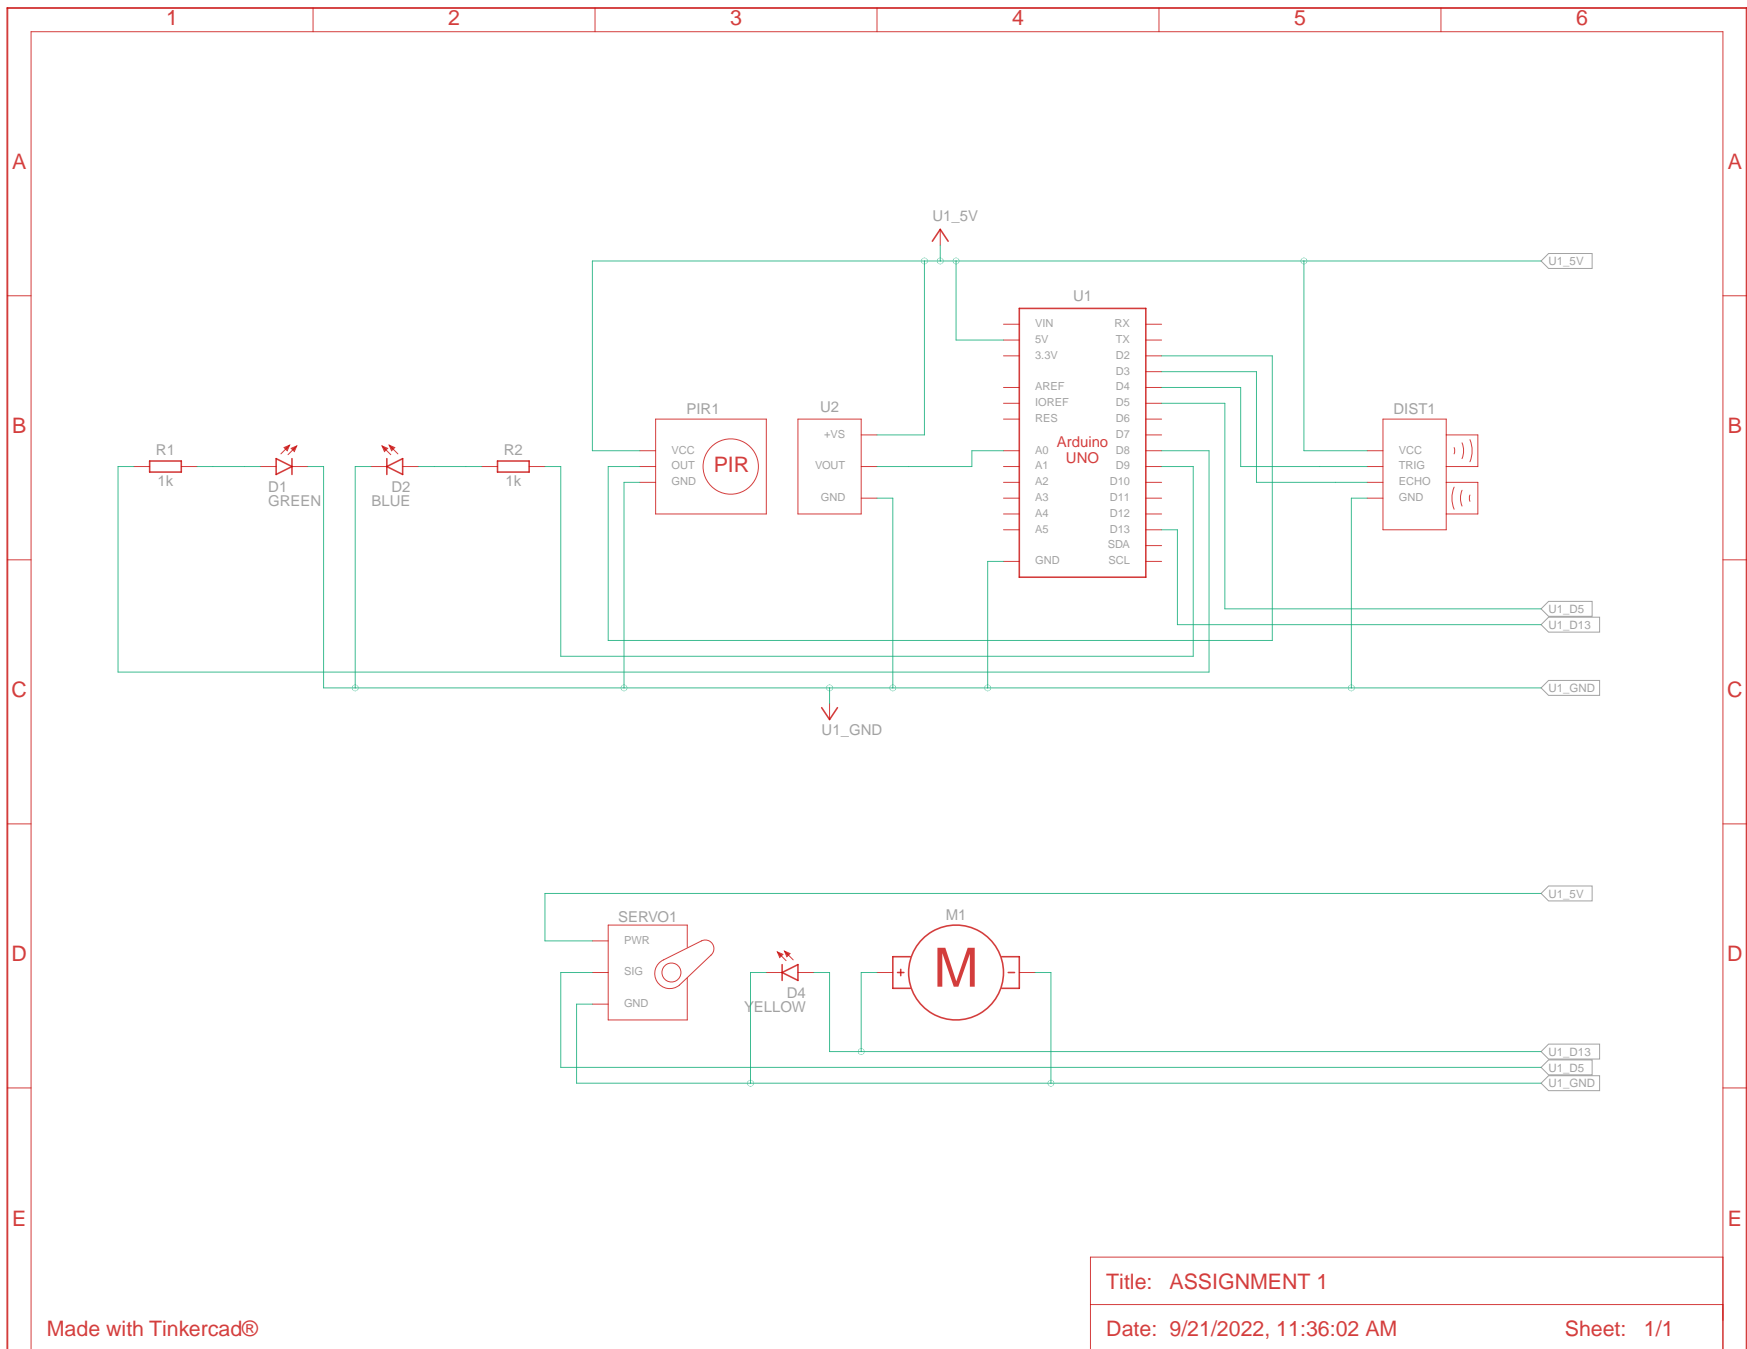 1 2 3 4 5 6
A A
U1_5V
U1_5V
U1
VIN RX
5V TX
3.3V D2
D3
AREF D4
IOREF D5
RES D6
D7
A0 D8
A1 D9
A2 D10
A3 D11
A4 D12
A5 D13
SDA
GND SCL
Arduino
UNO
B B
PIR1
VCC
OUT
GND
PIR
U2
+VS
VOUT
GND
DIST1
VCC
TRIG
ECHO
GND
R1
1k
D1
GREEN
D2
BLUE
R2
1k
U1_D5
U1_D13
C C
U1_GND
U1_GND
U1_5V
D D
SERVO1
PWR
SIG
GND
D4
YELLOW
M1
+ M -
U1_D13
U1_D5
U1_GND
E E
Title: ASSIGNMENT 1
Made with Tinkercad®
Date: 9/21/2022, 11:36:02 AM Sheet: 1/1